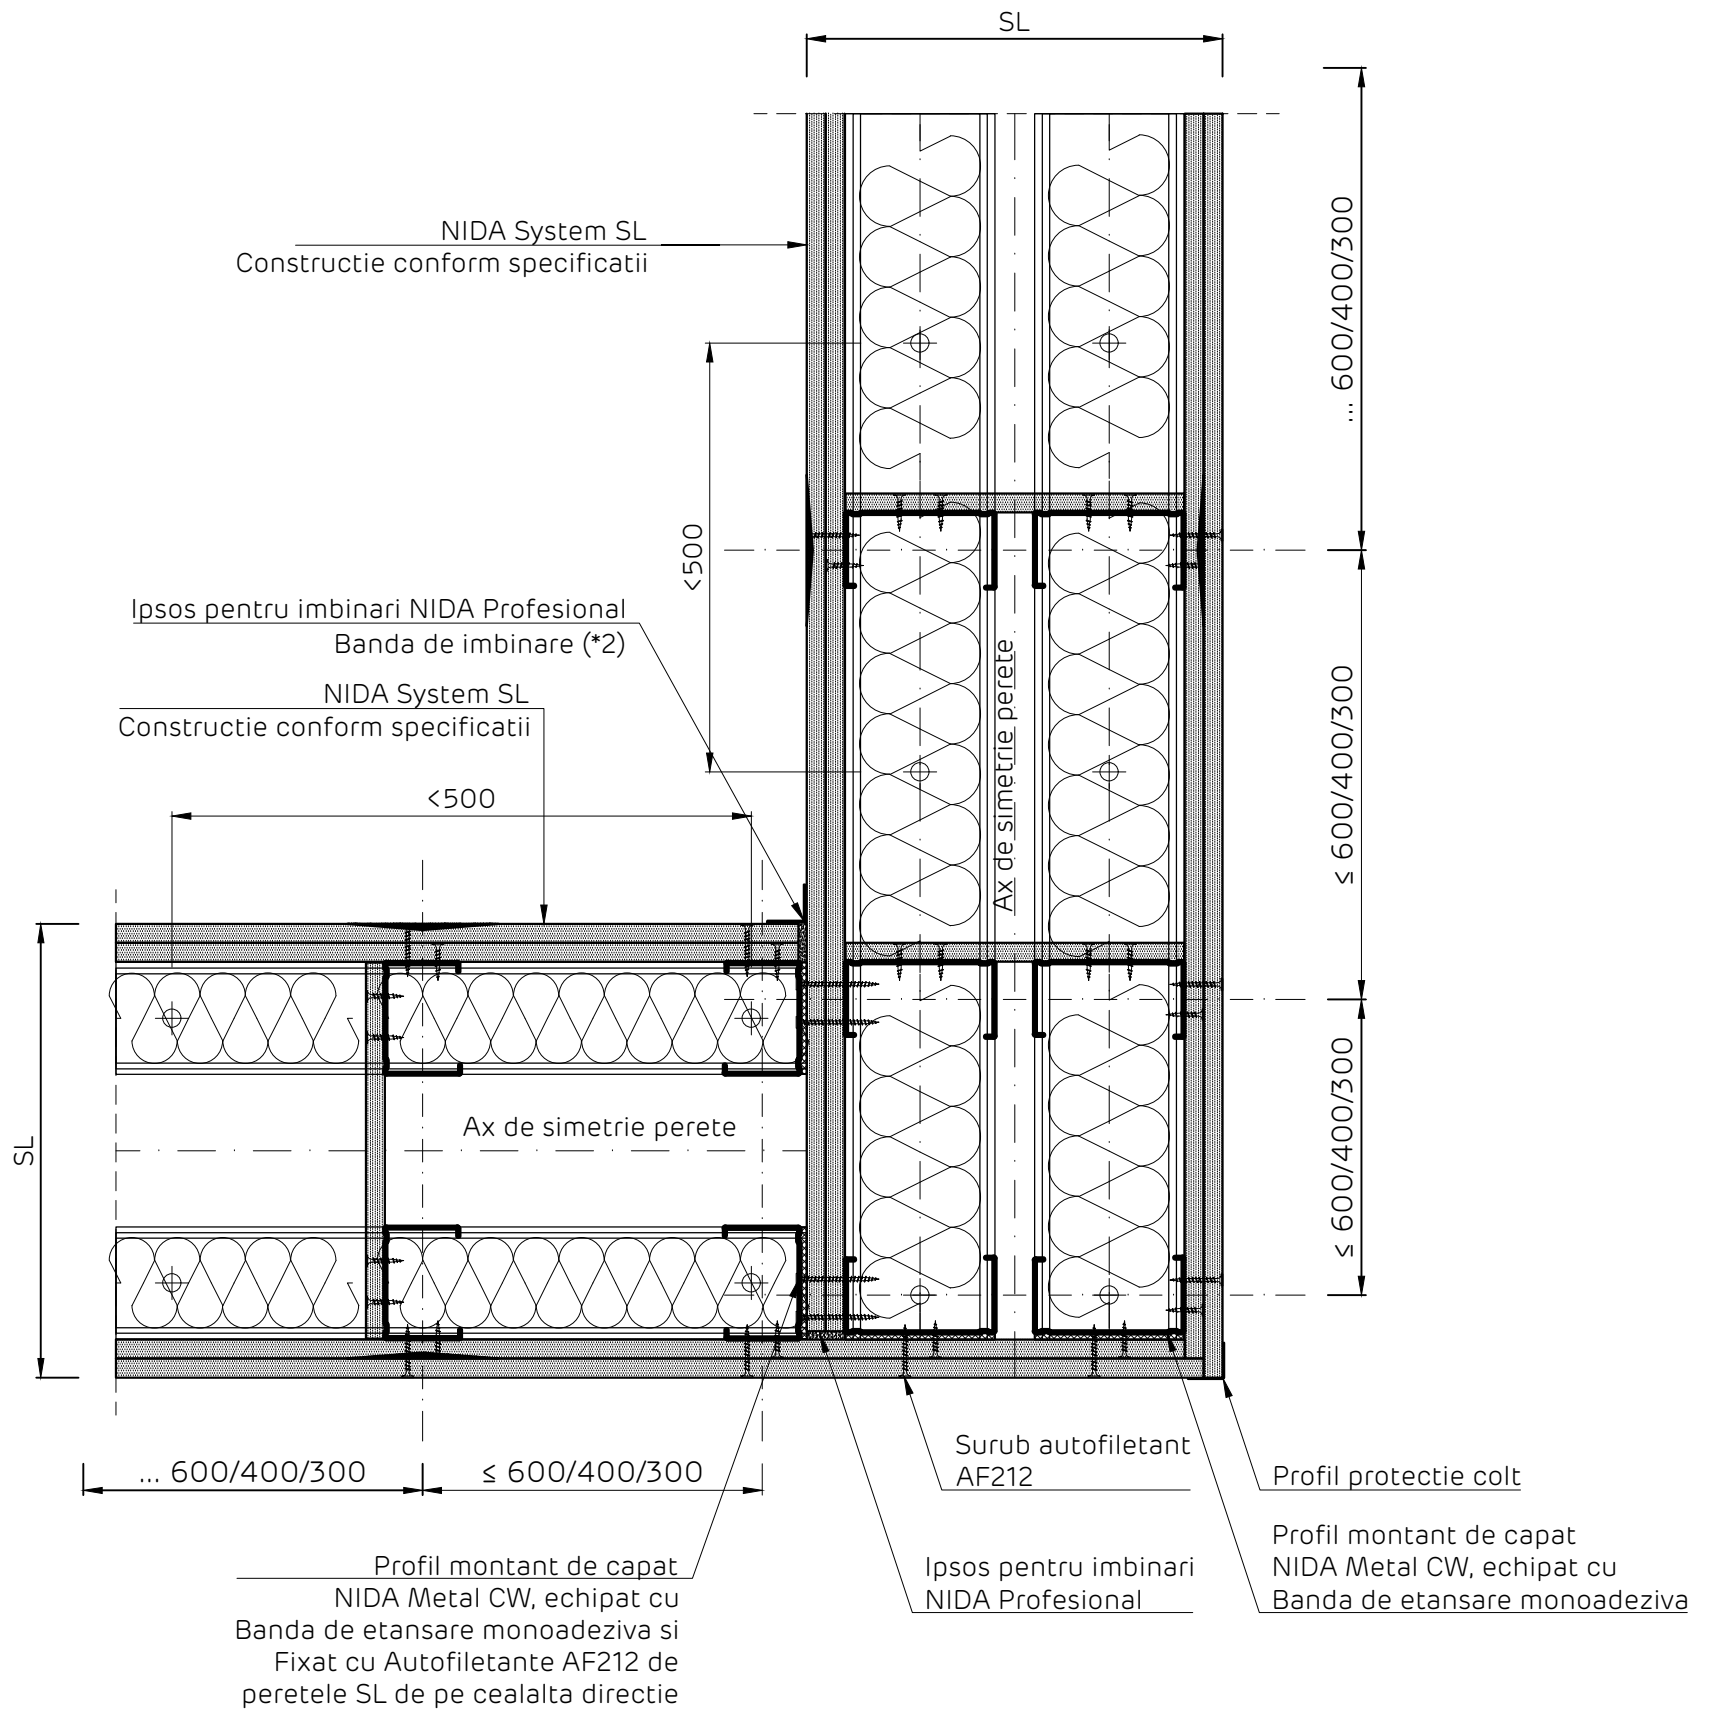 SL
... 600/400/300
NIDA System SL
Constructie conform specificatii
<500
Ipsos pentru imbinari NIDA Profesional
Banda de imbinare (*2)
Ax de simetrie perete
≤ 600/400/300
NIDA System SL
Constructie conform specificatii
<500
SL
Ax de simetrie perete
≤ 600/400/300
... 600/400/300
≤ 600/400/300
Surub autofiletant
AF212
Profil protectie colt
Profil montant de capat
NIDA Metal CW, echipat cu
Banda de etansare monoadeziva si
Fixat cu Autofiletante AF212 de
peretele SL de pe cealalta directie
Ipsos pentru imbinari
NIDA Profesional
Profil montant de capat
NIDA Metal CW, echipat cu
Banda de etansare monoadeziva